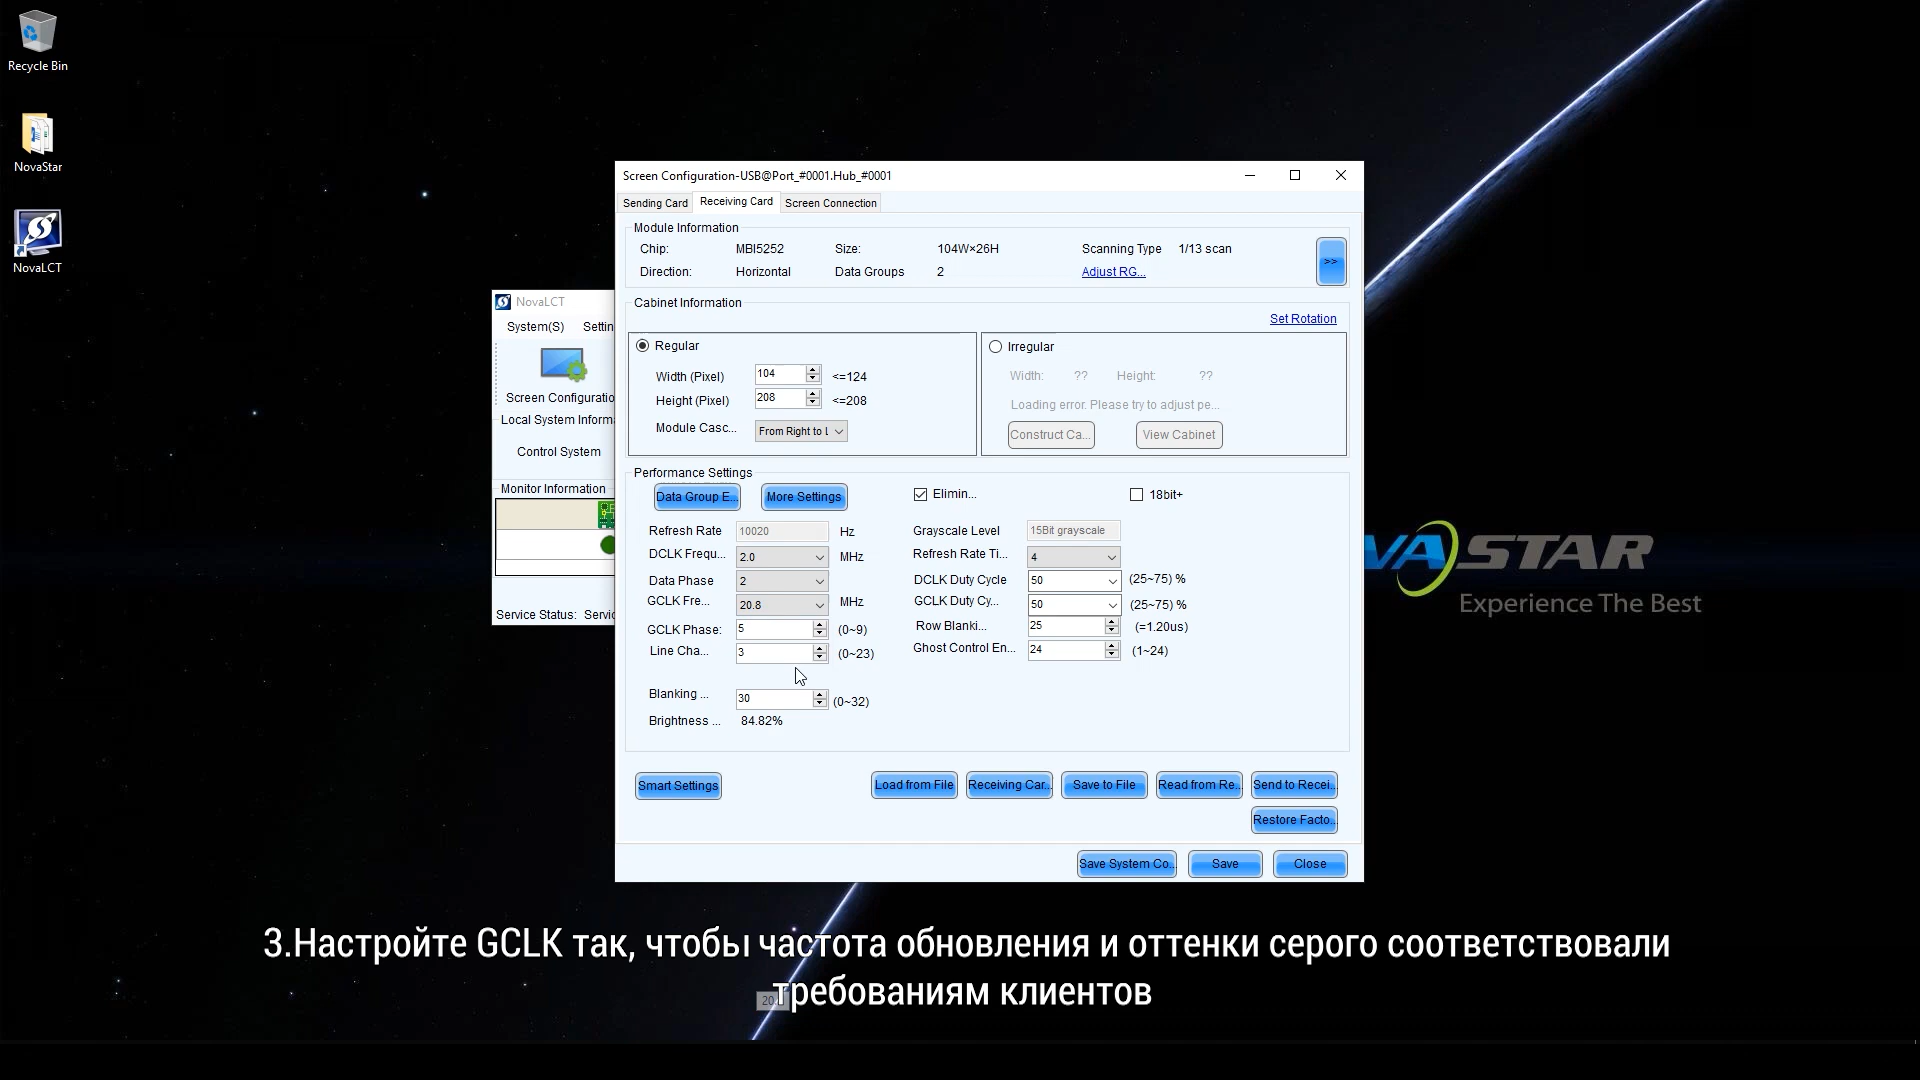 Recycle Bin
NovaStar
NovaLCT
NovaLCT
System(S) Settin
Screen Configuratio
Local System Inform
Control System
Monitor Information
Service Status: Servic
Screen Configuration-USB@Port_#0001.Hub_#0001
Sending Card Receiving Card Screen Connection
Module Information
Chip: MBI5252 Size: 104W×26H Scanning Type 1/13 scan
Direction: Horizontal Data Groups 2 Adjust RG...
>>
Cabinet Information
Set Rotation
Regular
Width (Pixel) 104 <=124
Height (Pixel) 208 <=208
Module Casc... From Right to L
Irregular
Width: ?? Height: ??
Loading error. Please try to adjust pe...
Construct Ca... View Cabinet
Performance Settings
Data Group E... More Settings Elimin... 18bit+
Refresh Rate 10020 Hz Grayscale Level 15Bit grayscale
DCLK Frequ... 2.0 MHz Refresh Rate Ti... 4
Data Phase 2 DCLK Duty Cycle 50 (25~75) %
GCLK Fre... 20.8 MHz GCLK Duty Cy... 50 (25~75) %
GCLK Phase: 5 (0~9) Row Blanki... 25 (=1.20us)
Line Cha... 3 (0~23) Ghost Control En... 24 (1~24)
Blanking ... 30 (0~32)
Brightness ... 84.82%
Smart Settings Load from File Receiving Car... Save to File Read from Re... Send to Recei...
Restore Facto...
Save System Co... Save Close
VASTAR
Experience The Best
3.Настройте GCLK так, чтобы частота обновления и оттенки серого соответствовали
требованиям клиентов